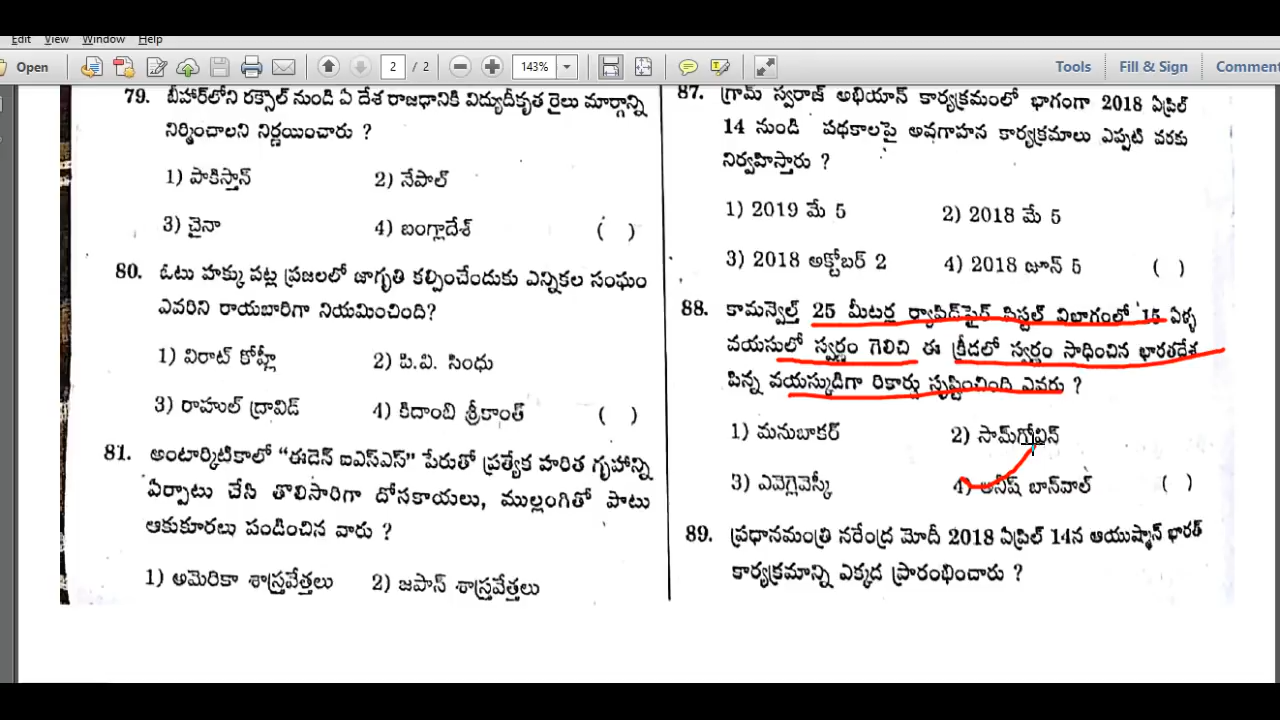 Edit View Window Help
Open 2 / 2 143% Tools Fill & Sign Comment
79. బీహార్‌లోని రక్సౌల్ నుండి ఏ దేశ రాజధానికి విద్యుదీకృత రైలు మార్గాన్ని
నిర్మించాలని నిర్ణయించారు ?
1) పాకిస్తాన్ 2) నేపాల్
3) చైనా 4) బంగ్లాదేశ్ ( )
80. ఓటు హక్కు పట్ల ప్రజలలో జాగృతి కల్పించేందుకు ఎన్నికల సంఘం
ఎవరిని రాయబారిగా నియమించింది?
1) విరాట్ కోహ్లీ 2) పి.వి. సింధు
3) రాహుల్ ద్రావిడ్ 4) కిదాంబి శ్రీకాంత్ ( )
81. అంటార్కిటికాలో "ఈడెన్ ఐఎస్ఎస్" పేరుతో ప్రత్యేక హరిత గృహాన్ని
ఏర్పాటు చేసి తొలిసారిగా దోసకాయలు, ముల్లంగితో పాటు
ఆకుకూరలు పండించిన వారు ?
1) అమెరికా శాస్త్రవేత్తలు 2) జపాన్ శాస్త్రవేత్తలు
87. గ్రామ్ స్వరాజ్ అభియాన్ కార్యక్రమంలో భాగంగా 2018 ఏప్రిల్
14 నుండి పథకాలపై అవగాహన కార్యక్రమాలు ఎప్పటి వరకు
నిర్వహిస్తారు ?
1) 2019 మే 5 2) 2018 మే 5
3) 2018 అక్టోబర్ 2 4) 2018 జూన్ 5 ( )
88. కామన్వెల్త్ 25 మీటర్ల ర్యాపిడ్‌ఫైర్ పిస్టల్ విభాగంలో '15 ఏళ్ళ
వయసులో స్వర్ణం గెలిచి ఈ క్రీడలో స్వర్ణం సాధించిన భారతదేశ
పిన్న వయస్కుడిగా రికార్డు సృష్టించింది ఎవరు ?
1) మనుబాకర్ 2) సామ్‌గోవిన్
3) ఎవెగ్లెవెస్కీ 4) అనీష్ బాన్‌వాల్ ( )
89. ప్రధానమంత్రి నరేంద్ర మోదీ 2018 ఏప్రిల్ 14న ఆయుష్మాన్ భారత్
కార్యక్రమాన్ని ఎక్కడ ప్రారంభించారు ?